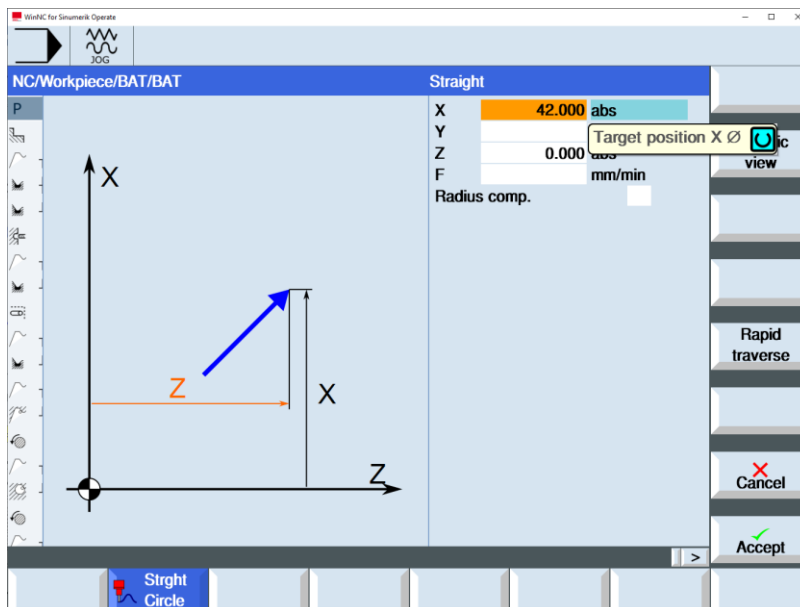 WinNC for Sinumerik Operate
JOG
NC/Workpiece/BAT/BAT
Straight
X 42.000 abs
Y
Target position X Ø
Z 0.000 abs
F mm/min
Radius comp.
view
P
X
Z
X
Z
Rapid
traverse
Cancel
Accept
>
Strght
Circle